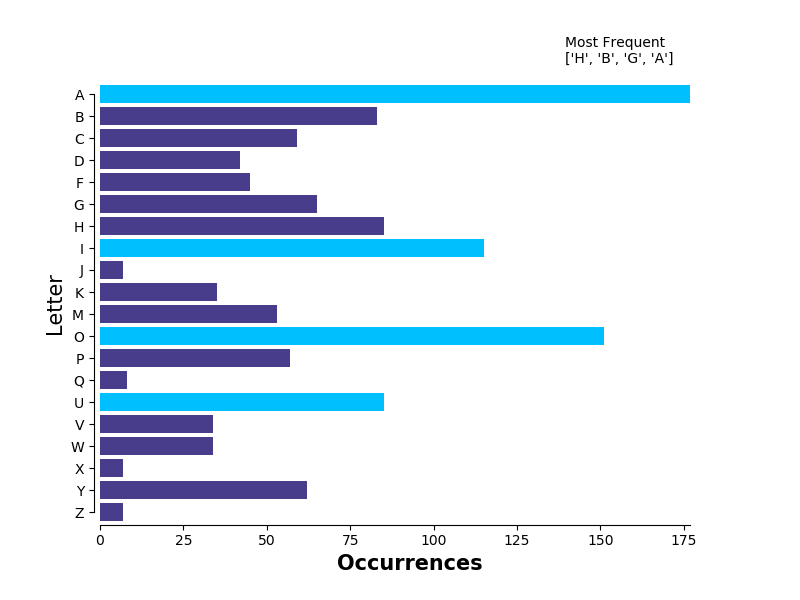 Most Frequent
['H', 'B', 'G', 'A']
A
B
C
D
F
G
H
I
J
K
M
O
P
Q
U
V
W
X
Y
Z
Letter
0 25 50 75 100 125 150 175
Occurrences